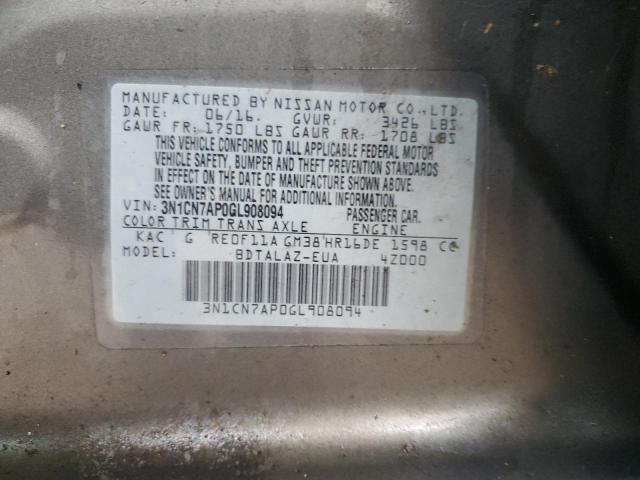 MANUFACTURED BY NISSAN MOTOR CO., LTD.
DATE: 06/16. GVWR: 3426 LBS
GAWR FR: 1750 LBS GAWR RR: 1708 LBS
THIS VEHICLE CONFORMS TO ALL APPLICABLE FEDERAL MOTOR
VEHICLE SAFETY, BUMPER AND THEFT PREVENTION STANDARDS
IN EFFECT ON THE DATE OF MANUFACTURE SHOWN ABOVE.
SEE OWNER'S MANUAL FOR ADDITIONAL INFORMATION.
VIN: 3N1CN7AP0GL908094 PASSENGER CAR.
COLOR TRIM TRANS AXLE ENGINE
KAC G RE0F11A GM38 HR16DE 1598 CC
MODEL: BDTALAZ-EUA 4Z000
3N1CN7AP0GL908094